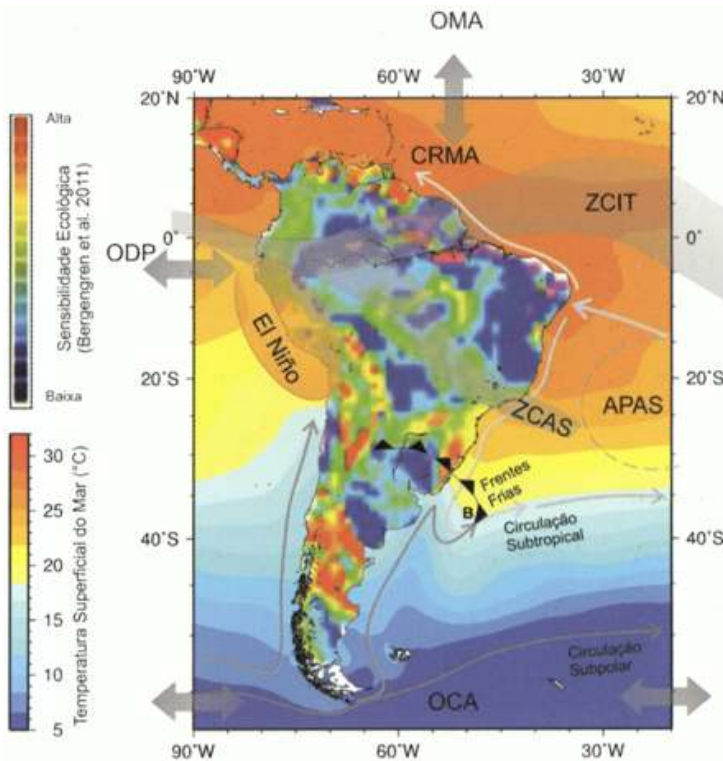 OMA
90°W
60°W
30°W
20°N
20°N
CRMA
ZCIT
0°
0°
ODP
El Niño
20°S
20°S
ZCAS
APAS
Frentes
Frias
B
Circulação
Subtropical
40°S
40°S
Circulação
Subpolar
OCA
90°W
60°W
30°W
Alta
Sensibilidade Ecológica
(Bergengren et al. 2011)
Baixa
30
25
20
15
10
5
Temperatura Superficial do Mar (°C)